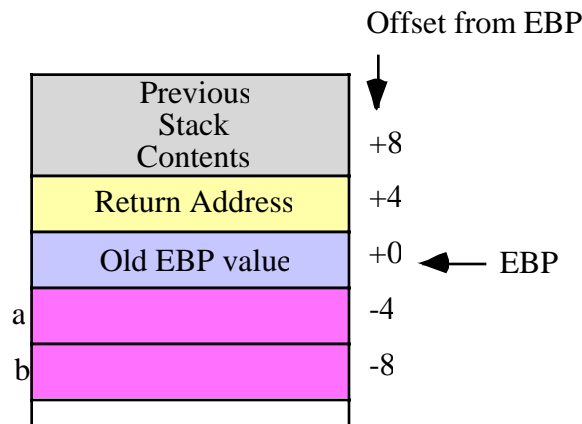 Offset from EBP
Previous
Stack
Contents
+8
Return Address
+4
Old EBP value
+0
EBP
a
-4
b
-8